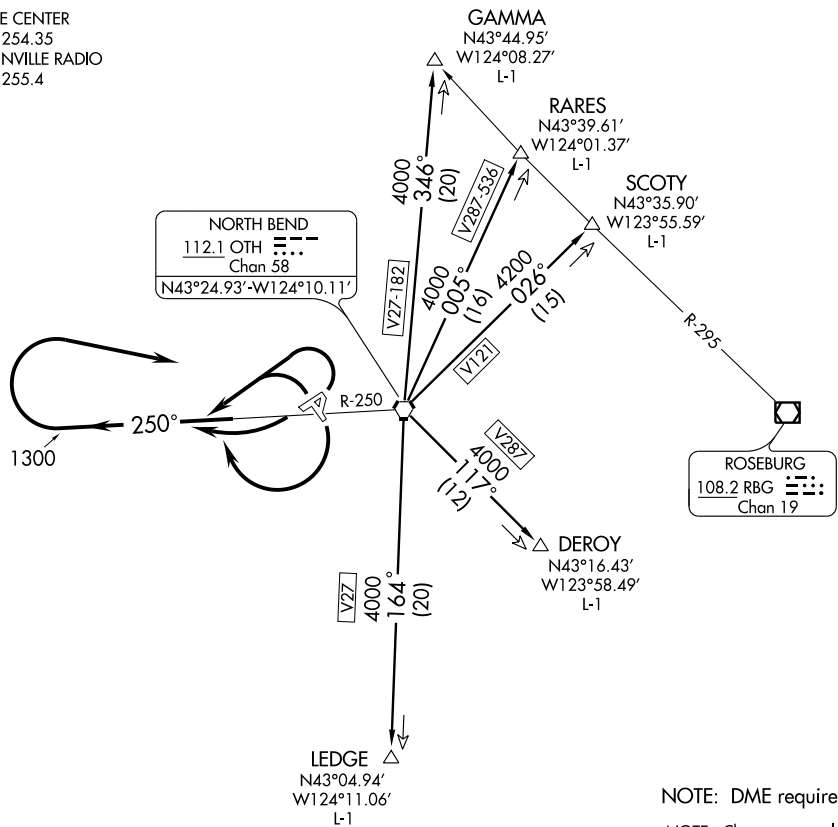 E CENTER
254.35
NVILLE RADIO
255.4
GAMMA
N43°44.95'
W124°08.27'
L-1
RARES
N43°39.61'
W124°01.37'
L-1
SCOTY
N43°35.90'
W123°55.59'
L-1
4000
346°
(20)
V27-182
V287-536
4000
005°
(16)
4200
026°
(15)
V121
NORTH BEND
112.1 OTH
Chan 58
N43°24.93'-W124°10.11'
R-295
R-250
250°
1300
ROSEBURG
108.2 RBG
Chan 19
V287
4000
117°
(12)
DEROY
N43°16.43'
W123°58.49'
L-1
V27
4000
164°
(20)
LEDGE
N43°04.94'
W124°11.06'
L-1
NOTE: DME require